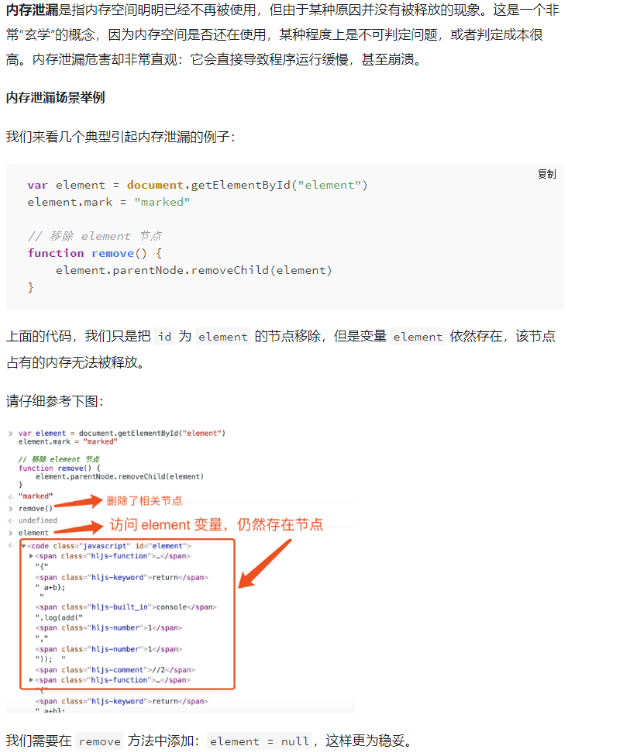 内存泄漏是指内存空间明明已经不再被使用，但由于某种原因并没有被释放的现象。这是一个非
常“玄学”的概念，因为内存空间是否还在使用，某种程度上是不可判定问题，或者判定成本很
高。内存泄漏危害却非常直观：它会直接导致程序运行缓慢，甚至崩溃。
内存泄漏场景举例
我们来看几个典型引起内存泄漏的例子：
复制
var element = document.getElementById("element")
element.mark = "marked"
// 移除 element 节点
function remove() {
    element.parentNode.removeChild(element)
}
上面的代码，我们只是把 id 为 element 的节点移除，但是变量 element 依然存在，该节点
占有的内存无法被释放。
请仔细参考下图：
> var element = document.getElementById("element")
element.mark = "marked"
// 移除 element 节点
function remove() {
    element.parentNode.removeChild(element)
}
"marked"
> remove()
删除了相关节点
undefined
> element
访问 element 变量，仍然存在节点
▼<code class="javascript" id="element">
▶<span class="hljs-function">…</span>
"{"
<span class="hljs-keyword">return</span>
" a+b};
"
<span class="hljs-built_in">console</span>
".log(add("
<span class="hljs-number">1</span>
","
<span class="hljs-number">1</span>
")); "
<span class="hljs-comment">//2</span>
▶<span class="hljs-function">…</span>
"{"
<span class="hljs-keyword">return</span>
" a+b};
我们需要在 remove 方法中添加：element = null，这样更为稳妥。